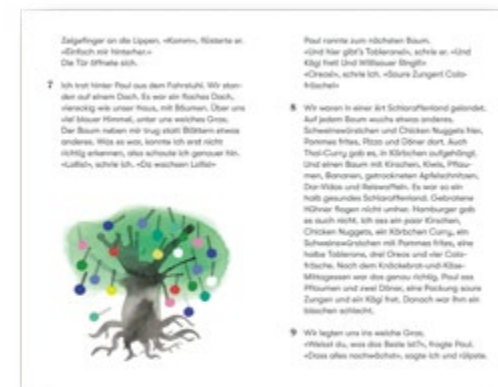 Zeigefinger an die Lippen. «Komm», flüsterte er.
«Einfach mir hinterher.»
Die Tür öffnete sich.
7 Ich trat hinter Paul aus dem Fahrstuhl. Wir stan-
den auf einem Dach. Es war ein flaches Dach,
viereckig wie unser Haus, mit Bäumen. Über uns
viel blauer Himmel, unter uns weiches Gras.
Der Baum neben mir trug statt Blättern etwas
anderes. Was es war, konnte ich erst nicht
richtig erkennen, also schaute ich genauer hin.
«Lollis!», schrie ich. «Da wachsen Lollis!»
Paul rannte zum nächsten Baum.
«Und hier gibt's Toblerone!», schrie er. «Und
Kägi fret! Und Willisauer Ringli!»
«Oreos!», schrie ich. «Saure Zungen! Cola-
frösche!»
8 Wir waren in einer Art Schlaraffenland gelandet.
Auf jedem Baum wuchs etwas anderes.
Schweinswürstchen und Chicken Nuggets hier,
Pommes frites, Pizza und Döner dort. Auch
Thai-Curry gab es, in Körbchen aufgehängt.
Und einen Baum mit Kirschen, Kiwis, Pflau-
men, Bananen, getrockneten Apfelschnitzen,
Dar-Vidas und Reiswaffeln. Es war so ein
halb gesundes Schlaraffenland. Gebratene
Hühner flogen nicht umher. Hamburger gab
es auch nicht. Ich ass ein paar Kirschen,
Chicken Nuggets, ein Körbchen Curry, ein
Schweinswürstchen mit Pommes frites, eine
halbe Toblerone, drei Oreos und vier Cola-
frösche. Nach dem Knäckebrot-und-Käse-
Mittagessen war das genau richtig. Paul ass
Pflaumen und zwei Döner, eine Packung saure
Zungen und ein Kägi fret. Danach war ihm ein
bisschen schlecht.
9 Wir legten uns ins weiche Gras.
«Weisst du, was das Beste ist?», fragte Paul.
«Dass alles nachwächst», sagte ich und rülpste.